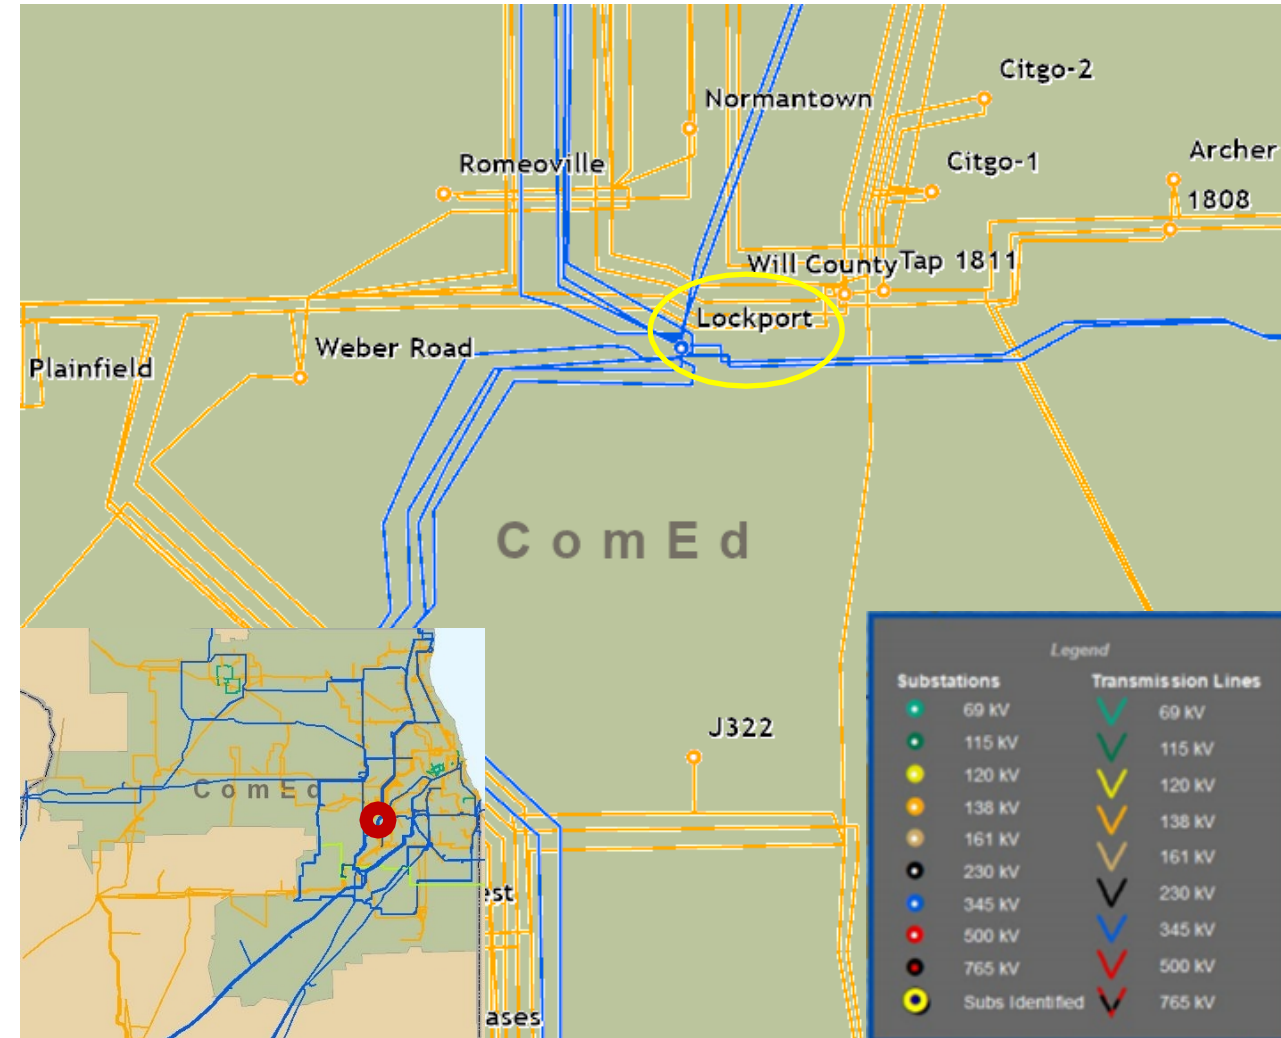 Citgo-2
Normantown
Archer
Romeoville
Citgo-1
1808
Will County
Tap 1811
Lockport
Weber Road
Plainfield
ComEd
J322
ComEd
ases
Legend
Substations
Transmission Lines
69 kV
69 kV
115 kV
115 kV
120 kV
120 kV
138 kV
138 kV
161 kV
161 kV
230 kV
230 kV
345 kV
345 kV
500 kV
500 kV
765 kV
765 kV
Subs Identified